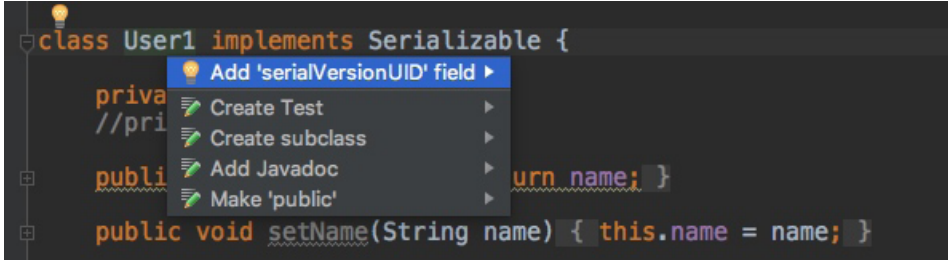 class User1 implements Serializable {
Add 'serialVersionUID' field
priva
Create Test
//pri
Create subclass
Add Javadoc
publi urn name; }
Make 'public'
public void setName(String name) { this.name = name; }